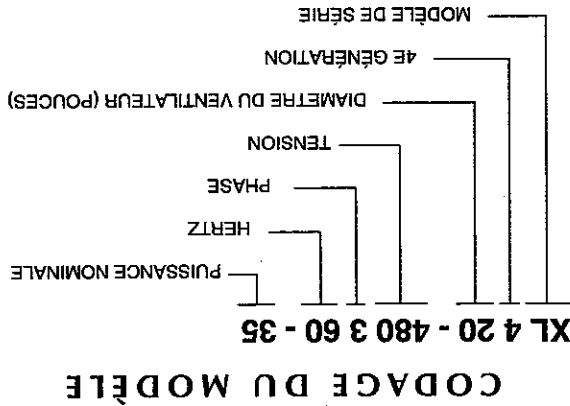 CODAGE DU MODÈLE
XL 4 20 - 480 3 60 - 35
PUISSANCE NOMINALE
HERTZ
PHASE
TENSION
DIAMETRE DU VENTILATEUR (POUCES)
4E GÉNÉRATION
MODÈLE DE SÉRIE